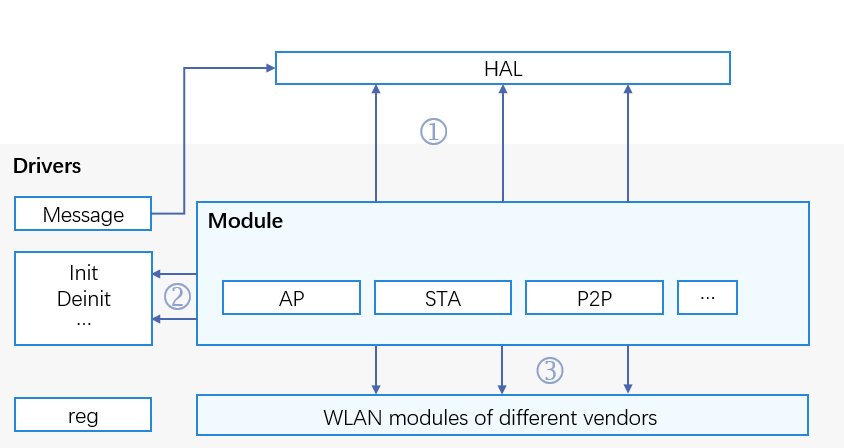 HAL
①
Drivers
Message
Module
Init
Deinit
...
②
AP
STA
P2P
...
③
reg
WLAN modules of different vendors